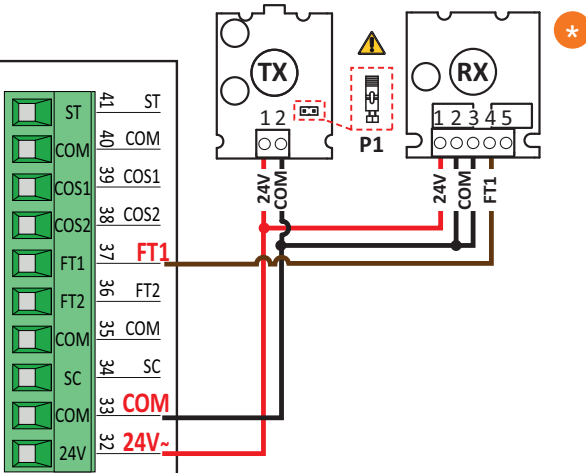 *
TX
RX
1 2
P1
1 2 3 4 5
24V
COM
24V
COM
FT1
ST 41 ST
COM 40 COM
COS1 39 COS1
COS2 38 COS2
FT1 37 FT1
FT2 36 FT2
COM 35 COM
SC 34 SC
COM 33 COM
24V 32 24V~